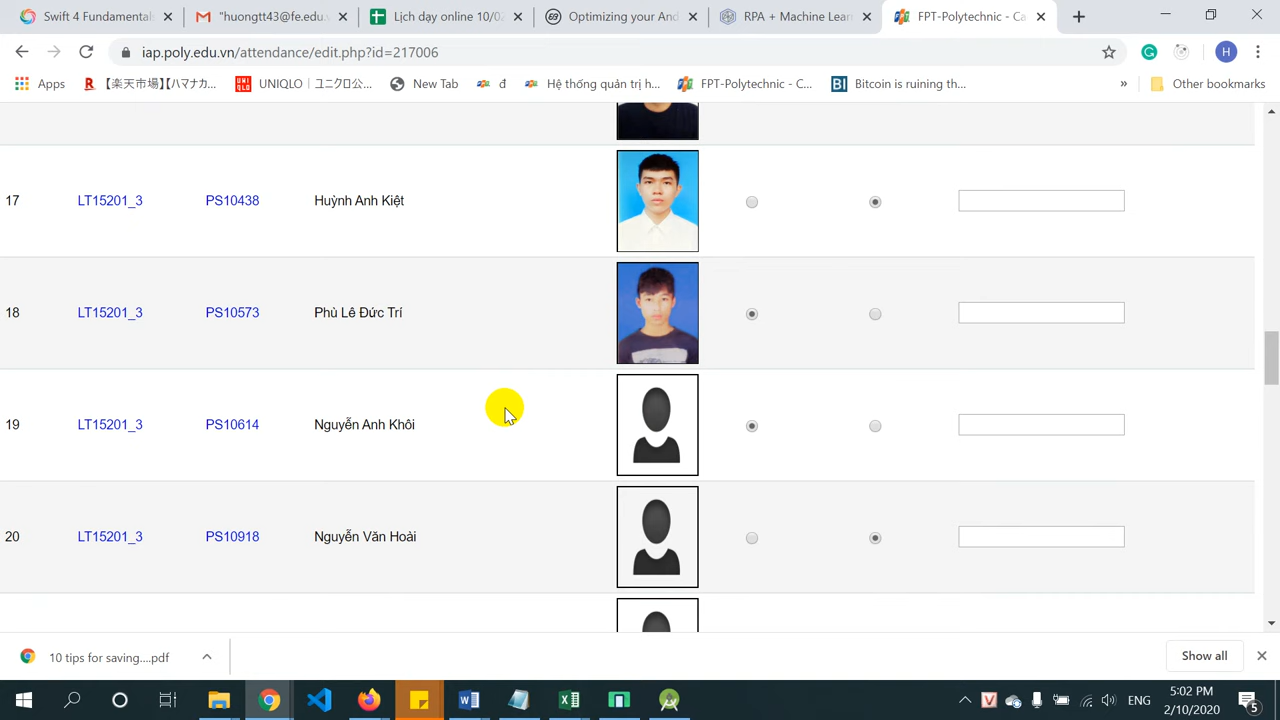 Swift 4 Fundamentals
"huongtt43@fe.edu.v
Lịch dạy online 10/02
Optimizing your And
RPA + Machine Lear
FPT-Polytechnic - Ca
iap.poly.edu.vn/attendance/edit.php?id=217006
H
Apps
【楽天市場】【ハマナカ...
UNIQLO | ユニクロ公...
New Tab
đ
Hệ thống quản trị h...
FPT-Polytechnic - C...
Bitcoin is ruining th...
»
Other bookmarks
17 LT15201_3 PS10438 Huỳnh Anh Kiệt
18 LT15201_3 PS10573 Phù Lê Đức Trí
19 LT15201_3 PS10614 Nguyễn Anh Khôi
20 LT15201_3 PS10918 Nguyễn Văn Hoài
10 tips for saving....pdf
Show all
ENG
5:02 PM
2/10/2020
5